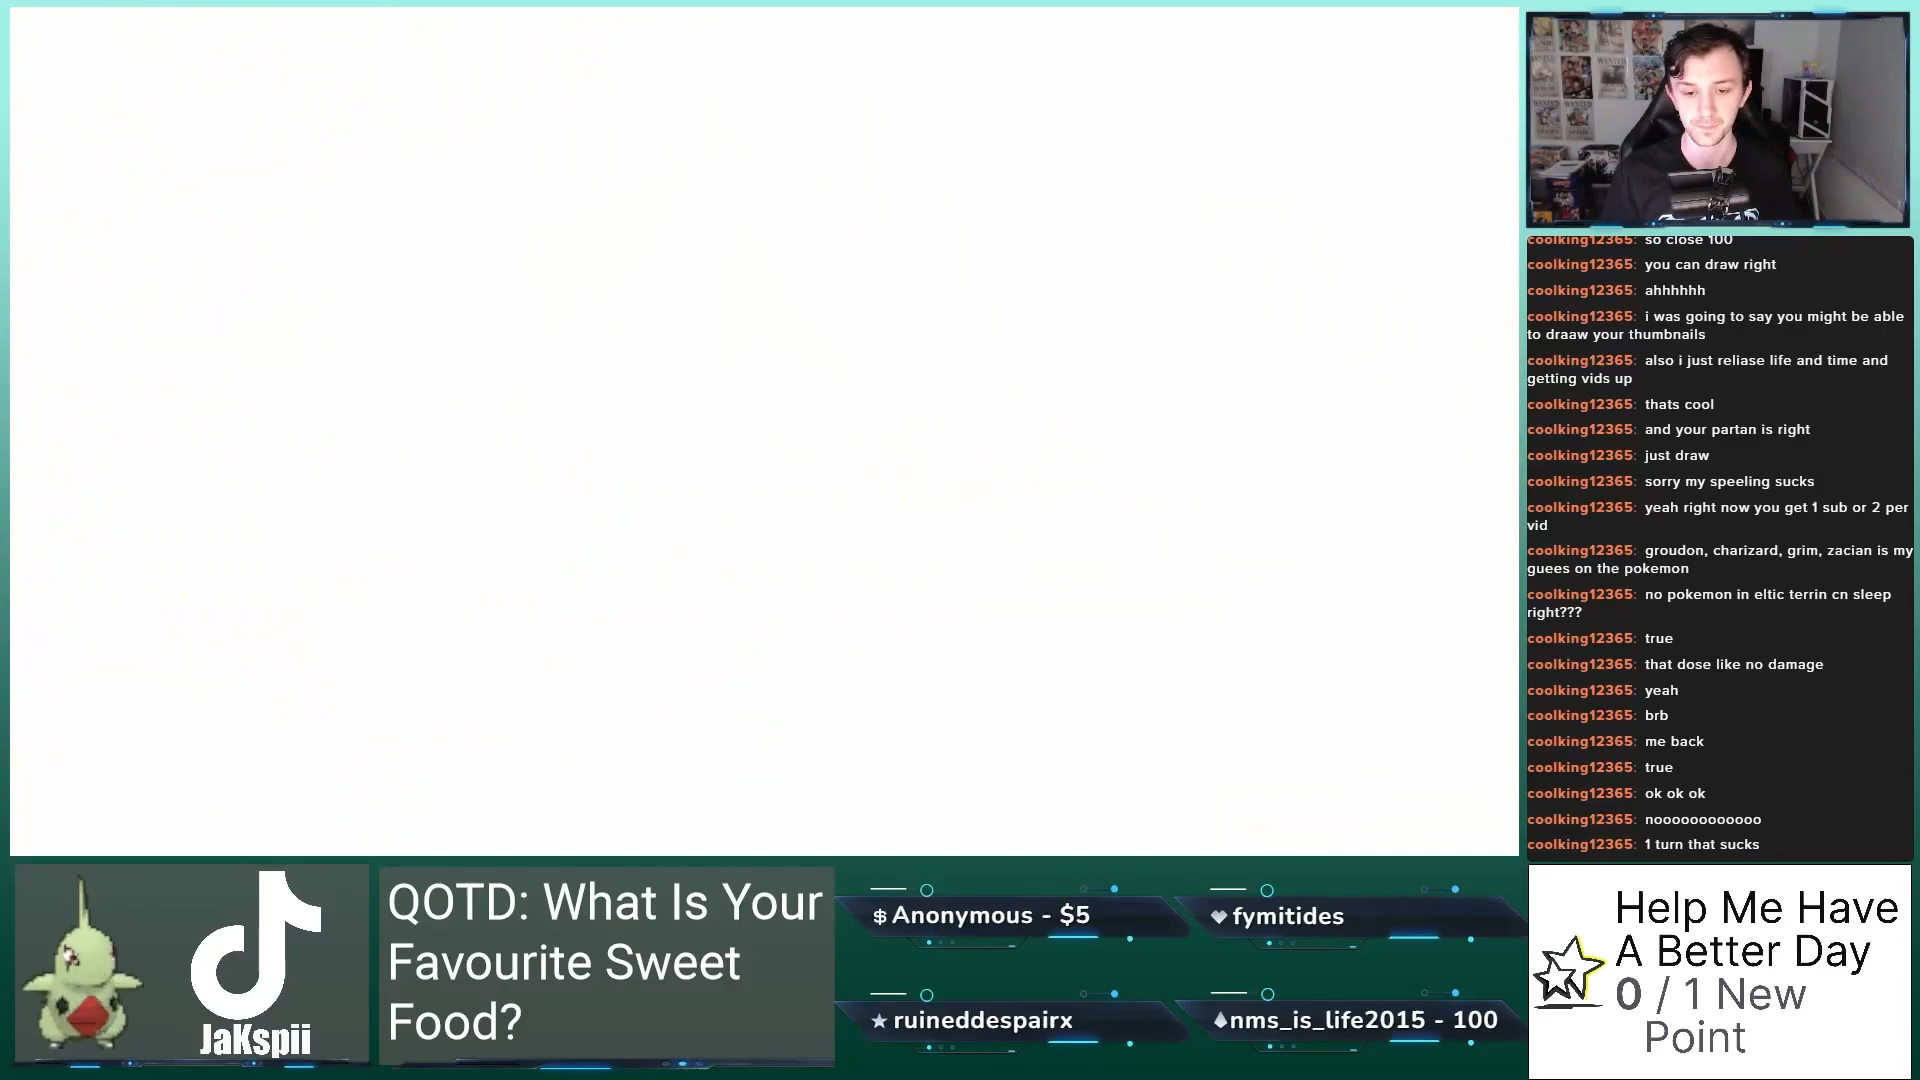 coolking12365: so close 100
coolking12365: you can draw right
coolking12365: ahhhhhh
coolking12365: i was going to say you might be able
to draaw your thumbnails
coolking12365: also i just reliase life and time and
getting vids up
coolking12365: thats cool
coolking12365: and your partan is right
coolking12365: just draw
coolking12365: sorry my speeling sucks
coolking12365: yeah right now you get 1 sub or 2 per
vid
coolking12365: groudon, charizard, grim, zacian is my
guees on the pokemon
coolking12365: no pokemon in eltic terrin cn sleep
right???
coolking12365: true
coolking12365: that dose like no damage
coolking12365: yeah
coolking12365: brb
coolking12365: me back
coolking12365: true
coolking12365: ok ok ok
coolking12365: noooooooooooo
coolking12365: 1 turn that sucks
JaKspii
QOTD: What Is Your
Favourite Sweet
Food?
$ Anonymous - $5
fymitides
ruineddespairx
nms_is_life2015 - 100
Help Me Have
A Better Day
0 / 1 New
Point